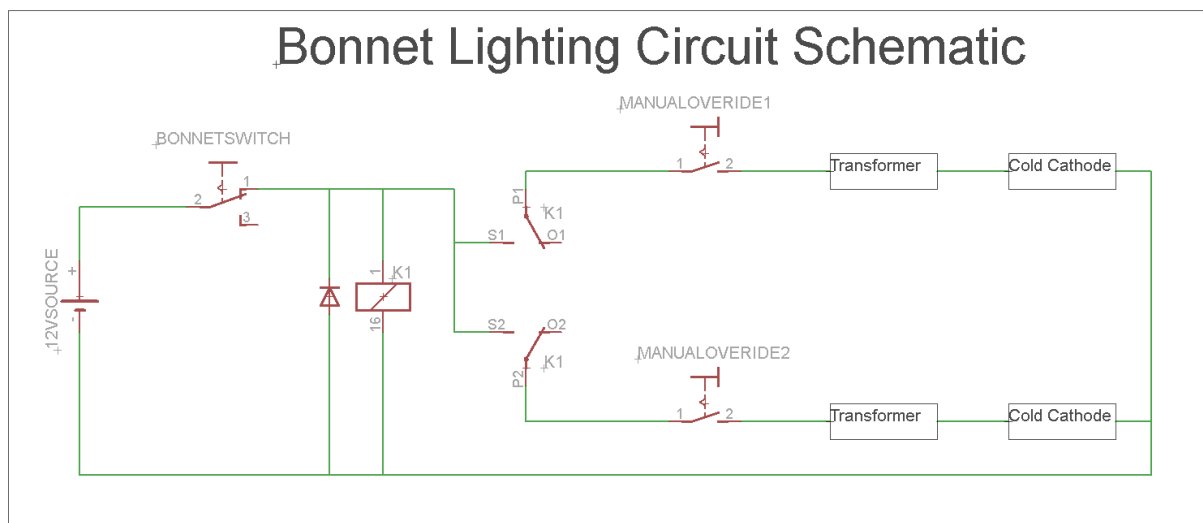 Bonnet Lighting Circuit Schematic
MANUALOVERIDE1
BONNETSWITCH
1
2
Transformer
Cold Cathode
1
2
3
P1
K1
S1
O1
12VSOURCE
+
-
1
K1
16
S2
O2
K1
P2
MANUALOVERIDE2
1
2
Transformer
Cold Cathode